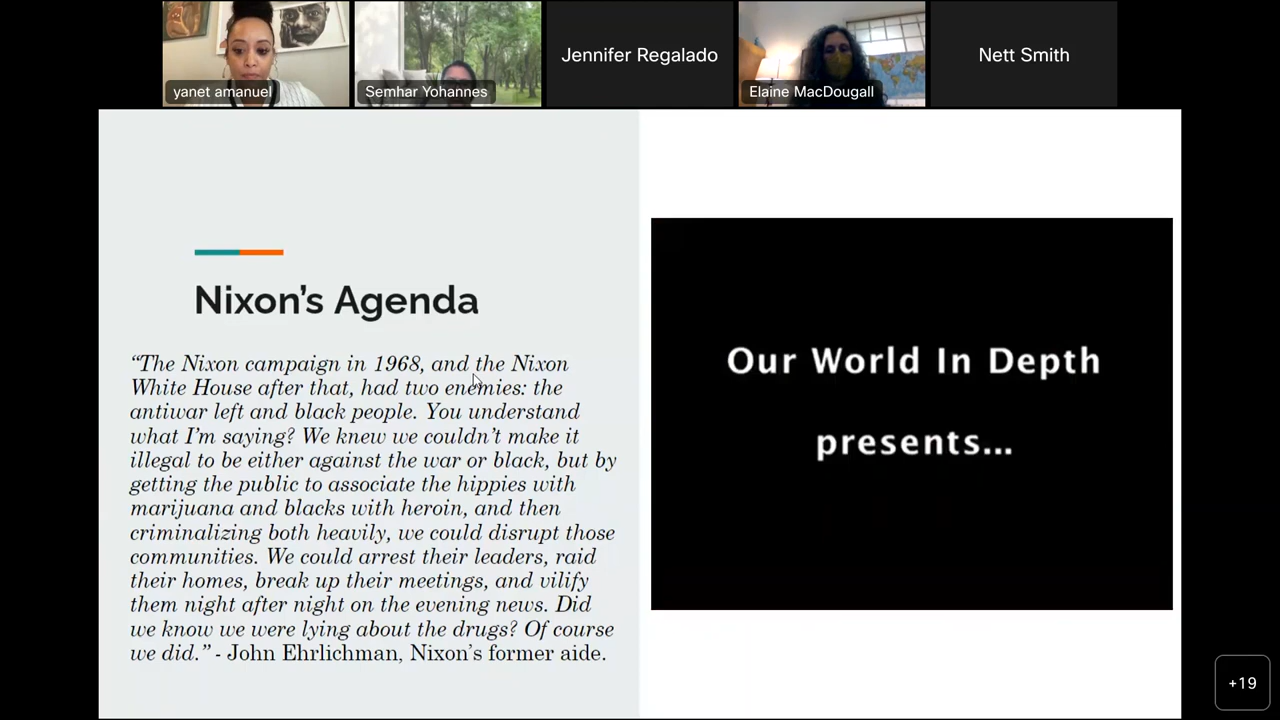 yanet amanuel
Semhar Yohannes
Jennifer Regalado
Elaine MacDougall
Nett Smith
Nixon’s Agenda
“The Nixon campaign in 1968, and the Nixon
White House after that, had two enemies: the
antiwar left and black people. You understand
what I’m saying? We knew we couldn’t make it
illegal to be either against the war or black, but by
getting the public to associate the hippies with
marijuana and blacks with heroin, and then
criminalizing both heavily, we could disrupt those
communities. We could arrest their leaders, raid
their homes, break up their meetings, and vilify
them night after night on the evening news. Did
we know we were lying about the drugs? Of course
we did.” - John Ehrlichman, Nixon’s former aide.
Our World In Depth
presents...
+19